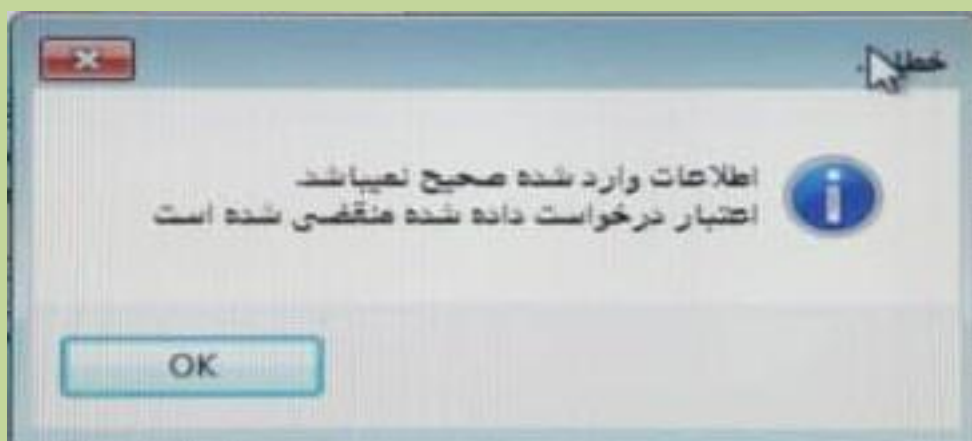 خطا
اطلاعات وارد شده صحیح نمیباشد.
اعتبار درخواست داده شده منقضی شده است
OK